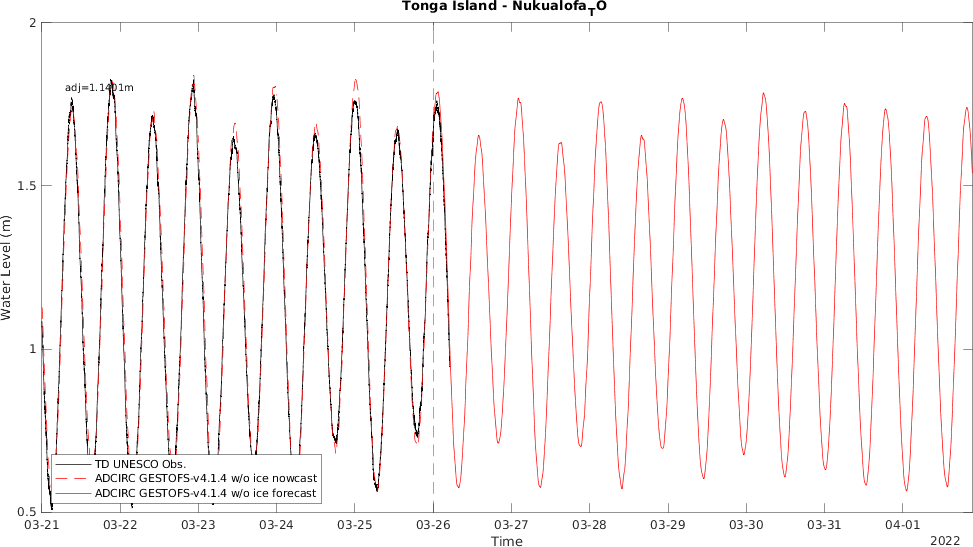 Tonga Island - Nukualofa_TO
2
adj=1.1401m
1.5
Water Level (m)
1
TD UNESCO Obs.
ADCIRC GESTOFS-v4.1.4 w/o ice nowcast
ADCIRC GESTOFS-v4.1.4 w/o ice forecast
0.5
03-21 03-22 03-23 03-24 03-25 03-26 03-27 03-28 03-29 03-30 03-31 04-01
Time
2022